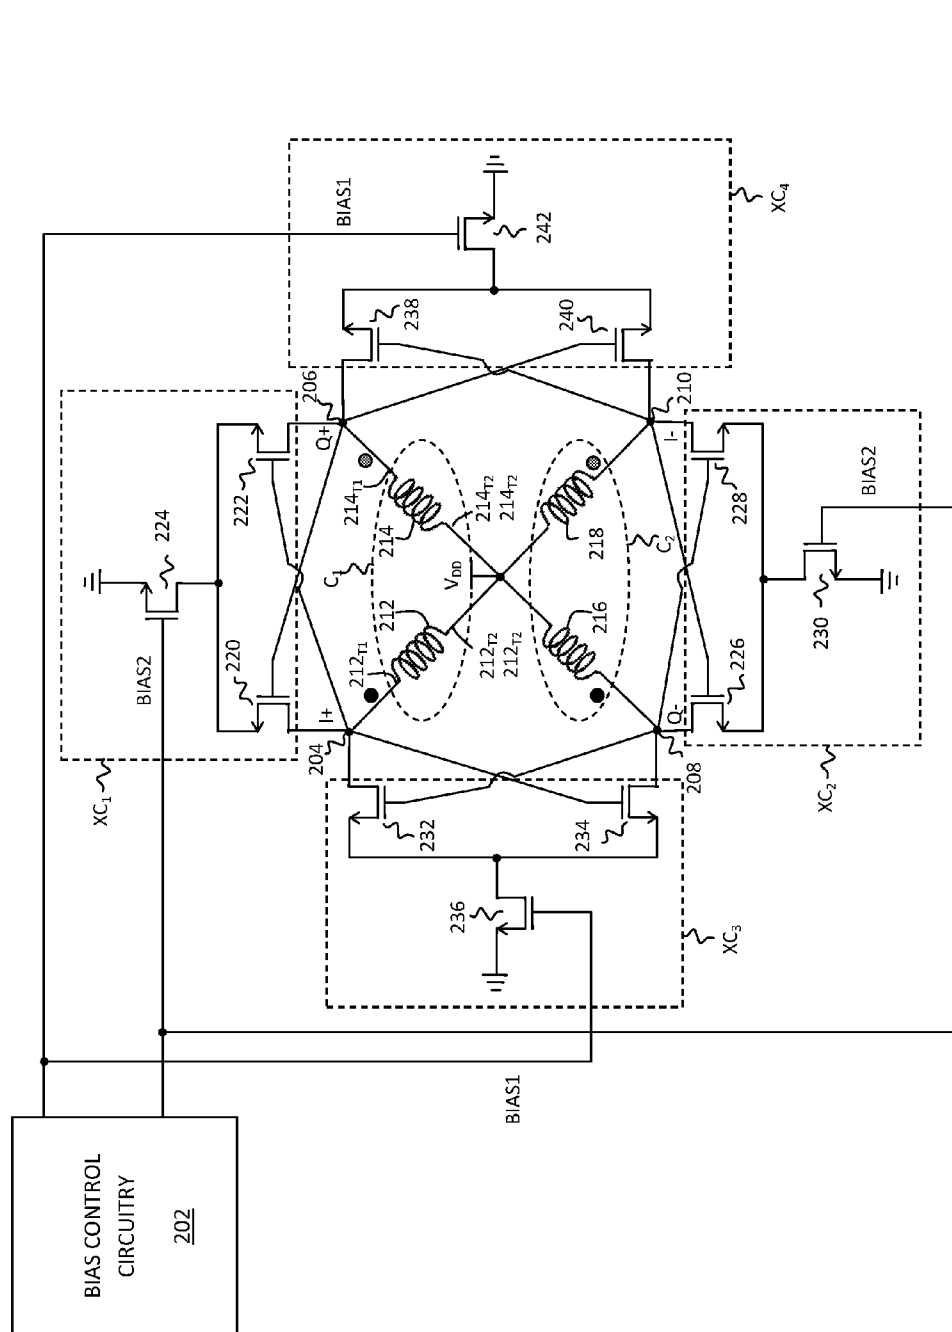 BIAS CONTROL
CIRCUITRY
202
BIAS1
BIAS2
XC1
220
222
224
I+
Q+
204
206
XC4
BIAS1
238
240
242
212T1
212
212T2
212T2
C1
214T1
214
214T2
214T2
VDD
216
218
C2
XC3
232
234
236
208
210
Q-
I-
XC2
226
228
230
BIAS2